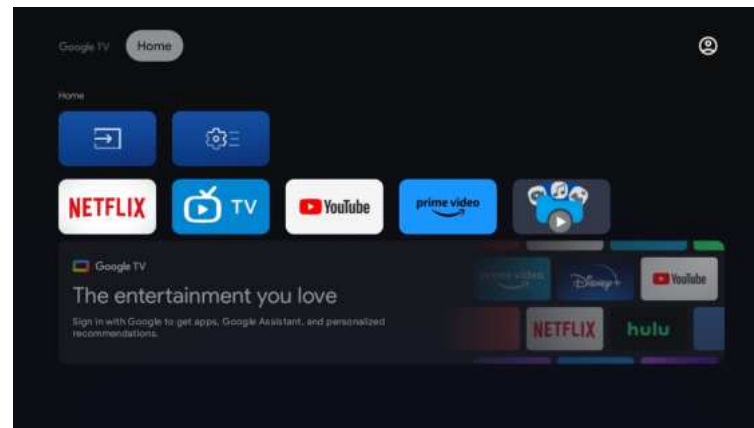 Google TV Home
Home
NETFLIX TV YouTube prime video
Google TV
The entertainment you love
Sign in with Google to get apps, Google Assistant, and personalized
recommendations.
prime video Disney+ YouTube
NETFLIX hulu